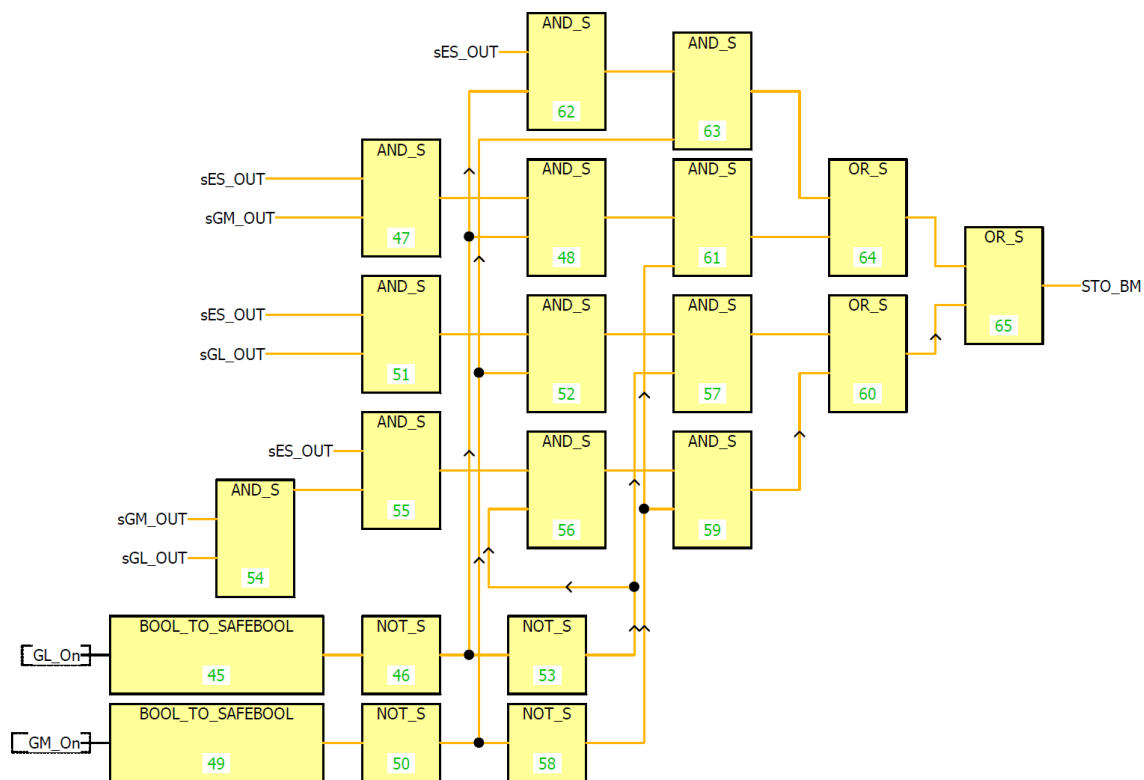 AND_S
sES_OUT
62
AND_S
63
AND_S
sES_OUT
sGM_OUT
47
AND_S
48
AND_S
61
OR_S
64
OR_S
65
STO_BM
AND_S
sES_OUT
sGL_OUT
51
AND_S
52
AND_S
57
OR_S
60
AND_S
sES_OUT
55
AND_S
56
AND_S
59
AND_S
sGM_OUT
sGL_OUT
54
GL_On
BOOL_TO_SAFEBOOL
45
NOT_S
46
NOT_S
53
GM_On
BOOL_TO_SAFEBOOL
49
NOT_S
50
NOT_S
58